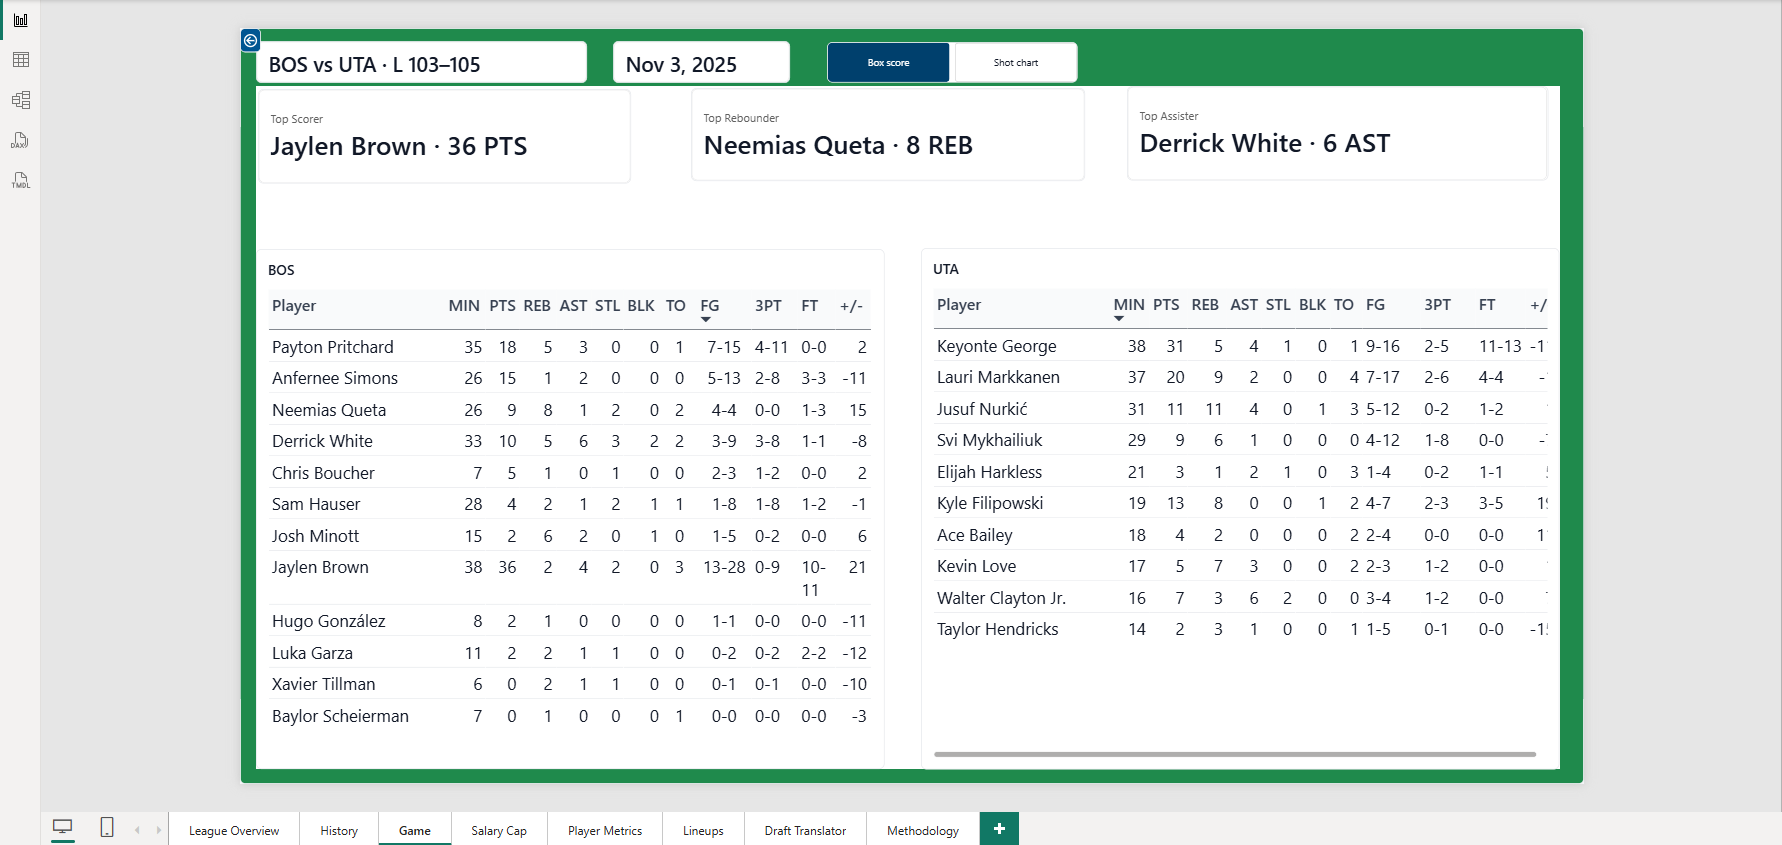 BOS vs UTA · L 103–105
Nov 3, 2025
Box score
Shot chart
Top Scorer
Jaylen Brown · 36 PTS
Top Rebounder
Neemias Queta · 8 REB
Top Assister
Derrick White · 6 AST
BOS
Player MIN PTS REB AST STL BLK TO FG 3PT FT +/-
Payton Pritchard 35 18 5 3 0 0 1 7-15 4-11 0-0 2
Anfernee Simons 26 15 1 2 0 0 0 5-13 2-8 3-3 -11
Neemias Queta 26 9 8 1 2 0 2 4-4 0-0 1-3 15
Derrick White 33 10 5 6 3 2 2 3-9 3-8 1-1 -8
Chris Boucher 7 5 1 0 1 0 0 2-3 1-2 0-0 2
Sam Hauser 28 4 2 1 2 1 1 1-8 1-8 1-2 -1
Josh Minott 15 2 6 2 0 1 0 1-5 0-2 0-0 6
Jaylen Brown 38 36 2 4 2 0 3 13-28 0-9 10-11 21
Hugo González 8 2 1 0 0 0 0 1-1 0-0 0-0 -11
Luka Garza 11 2 2 1 1 0 0 0-2 0-2 2-2 -12
Xavier Tillman 6 0 2 1 1 0 0 0-1 0-1 0-0 -10
Baylor Scheierman 7 0 1 0 0 0 1 0-0 0-0 0-0 -3
UTA
Player MIN PTS REB AST STL BLK TO FG 3PT FT +/
Keyonte George 38 31 5 4 1 0 1 9-16 2-5 11-13
Lauri Markkanen 37 20 9 2 0 0 4 7-17 2-6 4-4
Jusuf Nurkić 31 11 11 4 0 1 3 5-12 0-2 1-2
Svi Mykhailiuk 29 9 6 1 0 0 0 4-12 1-8 0-0
Elijah Harkless 21 3 1 2 1 0 3 1-4 0-2 1-1
Kyle Filipowski 19 13 8 0 0 1 2 4-7 2-3 3-5
Ace Bailey 18 4 2 0 0 0 2 2-4 0-0 0-0
Kevin Love 17 5 7 3 0 0 2 2-3 1-2 0-0
Walter Clayton Jr. 16 7 3 6 2 0 0 3-4 1-2 0-0
Taylor Hendricks 14 2 3 1 0 0 1 1-5 0-1 0-0
DAX
TMDL
League Overview
History
Game
Salary Cap
Player Metrics
Lineups
Draft Translator
Methodology
+